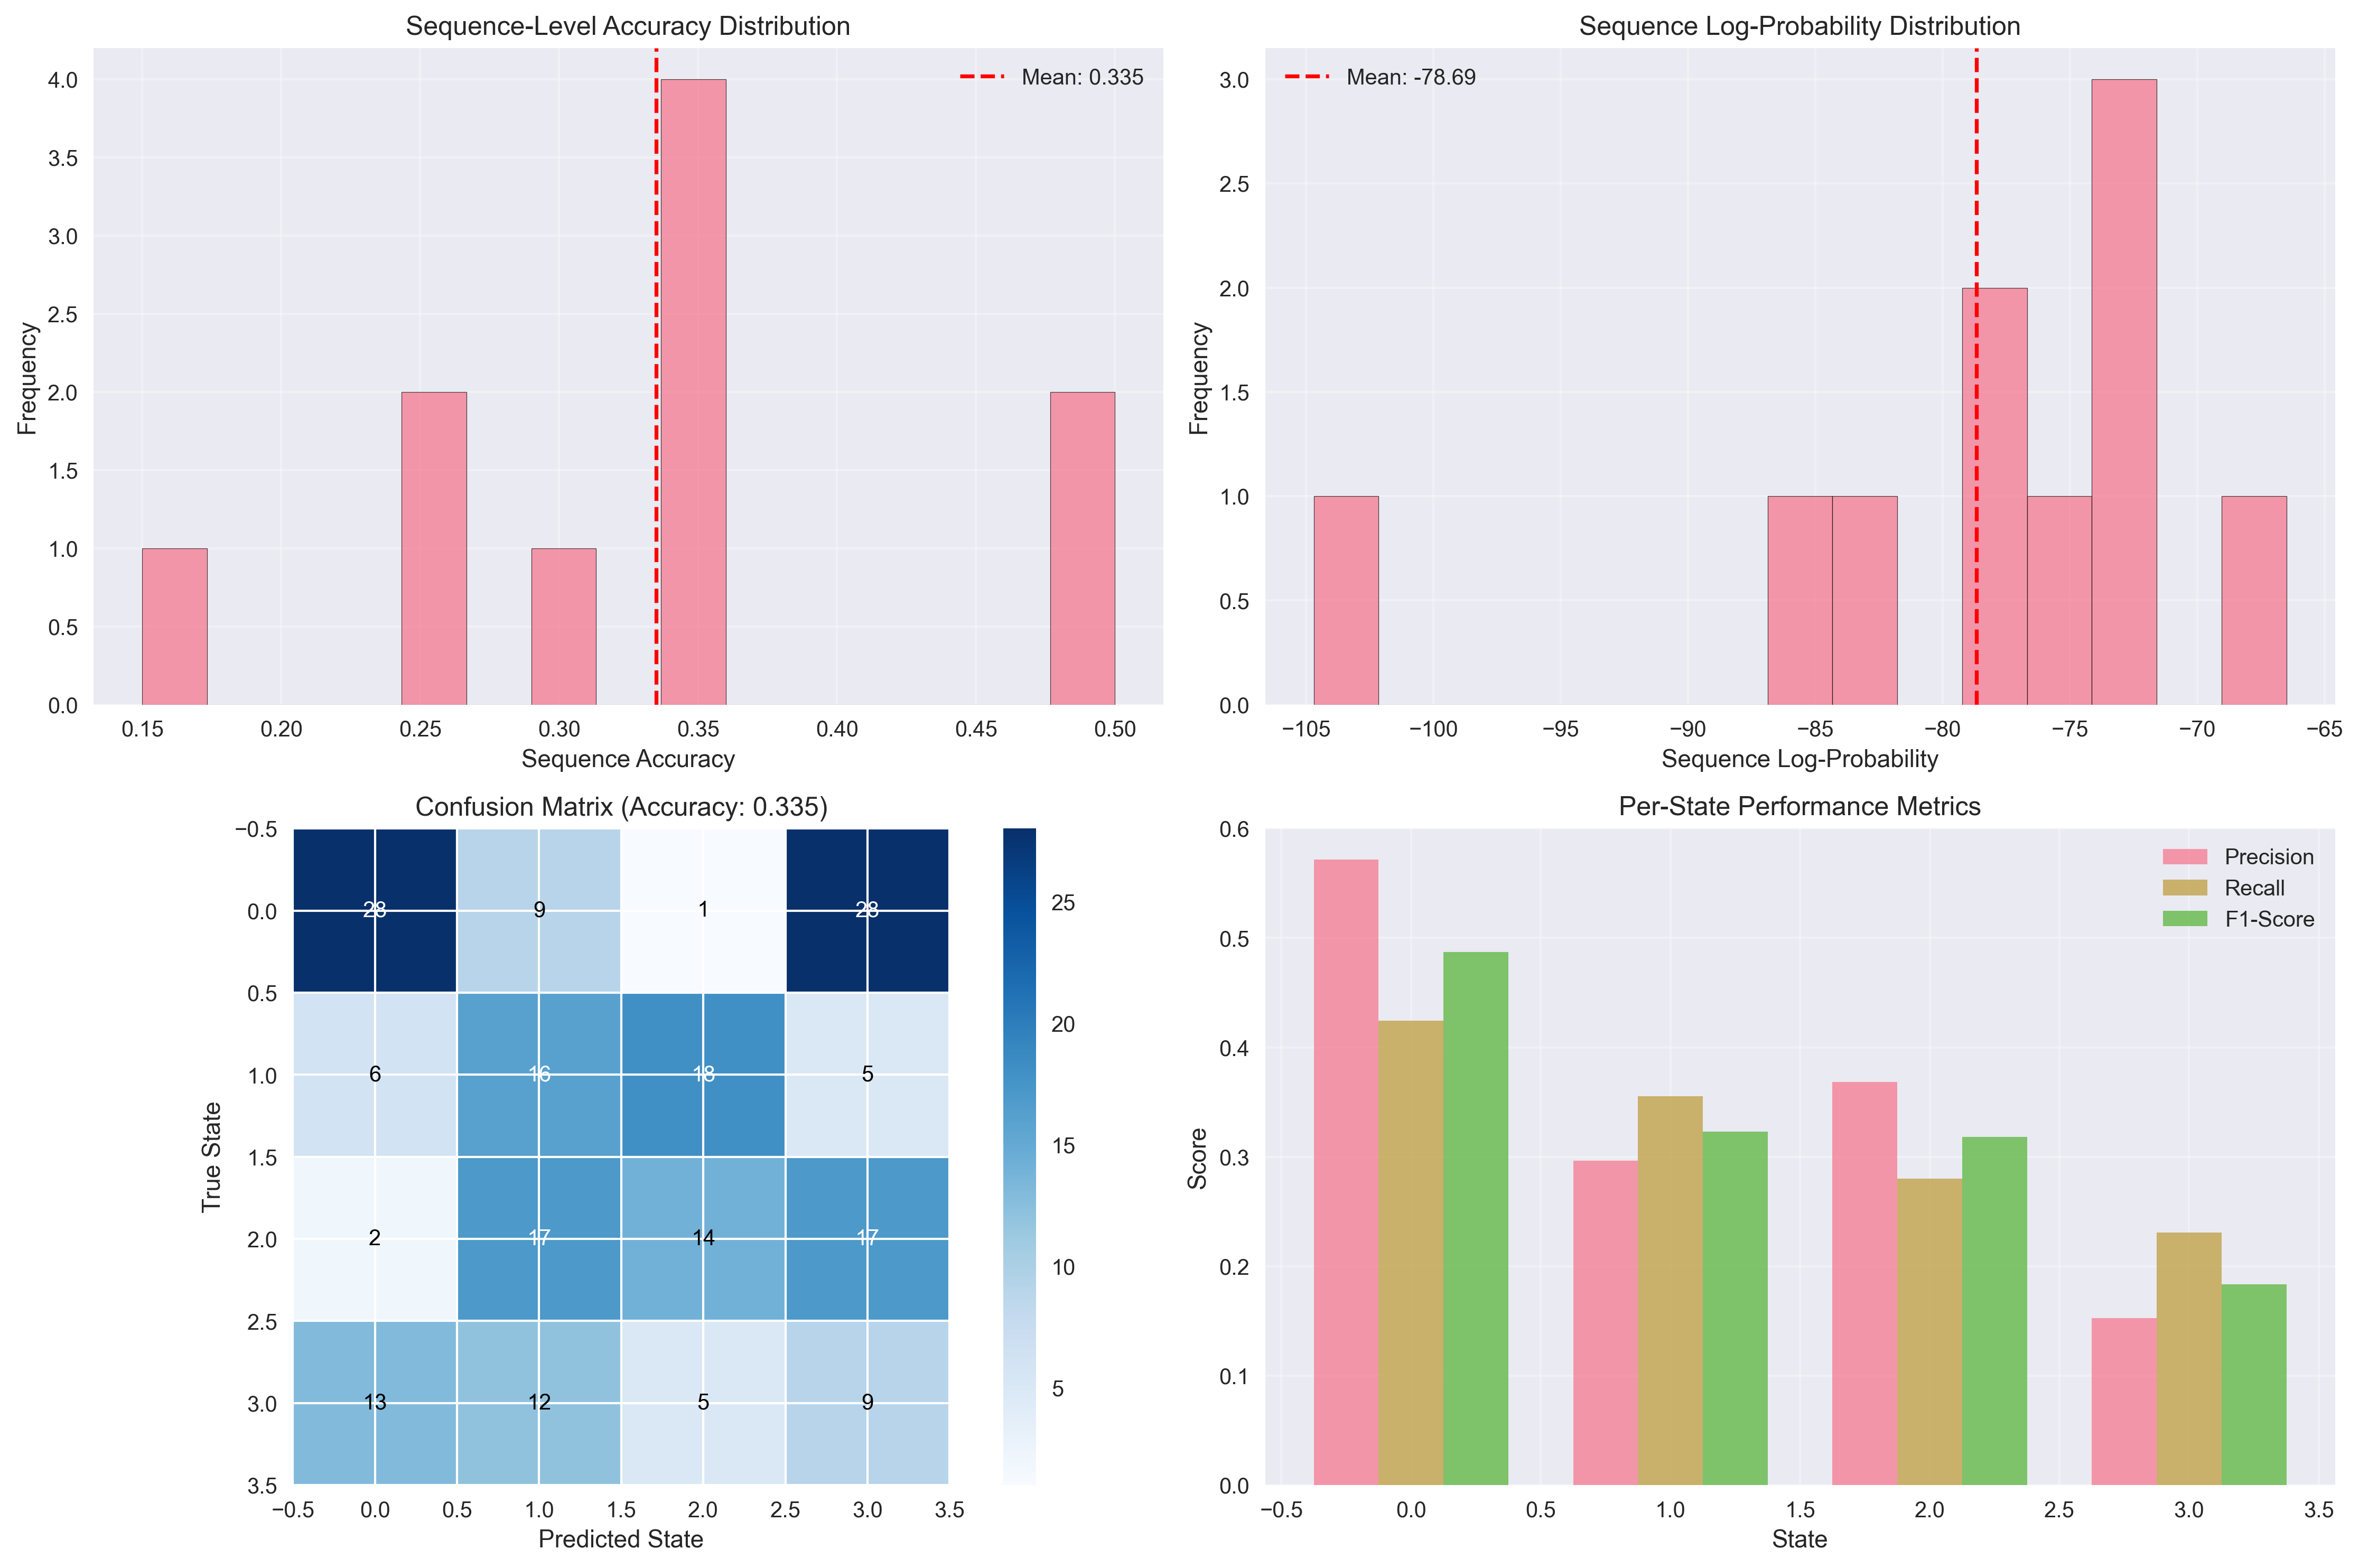 Sequence-Level Accuracy Distribution
Mean: 0.335
4.0
3.5
3.0
2.5
2.0
1.5
1.0
0.5
0.0
Frequency
0.15 0.20 0.25 0.30 0.35 0.40 0.45 0.50
Sequence Accuracy
Sequence Log-Probability Distribution
Mean: -78.69
3.0
2.5
2.0
1.5
1.0
0.5
0.0
Frequency
−105 −100 −95 −90 −85 −80 −75 −70 −65
Sequence Log-Probability
Confusion Matrix (Accuracy: 0.335)
−0.5
0.0
0.5
1.0
1.5
2.0
2.5
3.0
3.5
True State
28 9 1 28
6 16 18 5
2 17 14 17
13 12 5 9
−0.5 0.0 0.5 1.0 1.5 2.0 2.5 3.0 3.5
Predicted State
25
20
15
10
5
Per-State Performance Metrics
Precision
Recall
F1-Score
0.6
0.5
0.4
0.3
0.2
0.1
0.0
Score
−0.5 0.0 0.5 1.0 1.5 2.0 2.5 3.0 3.5
State